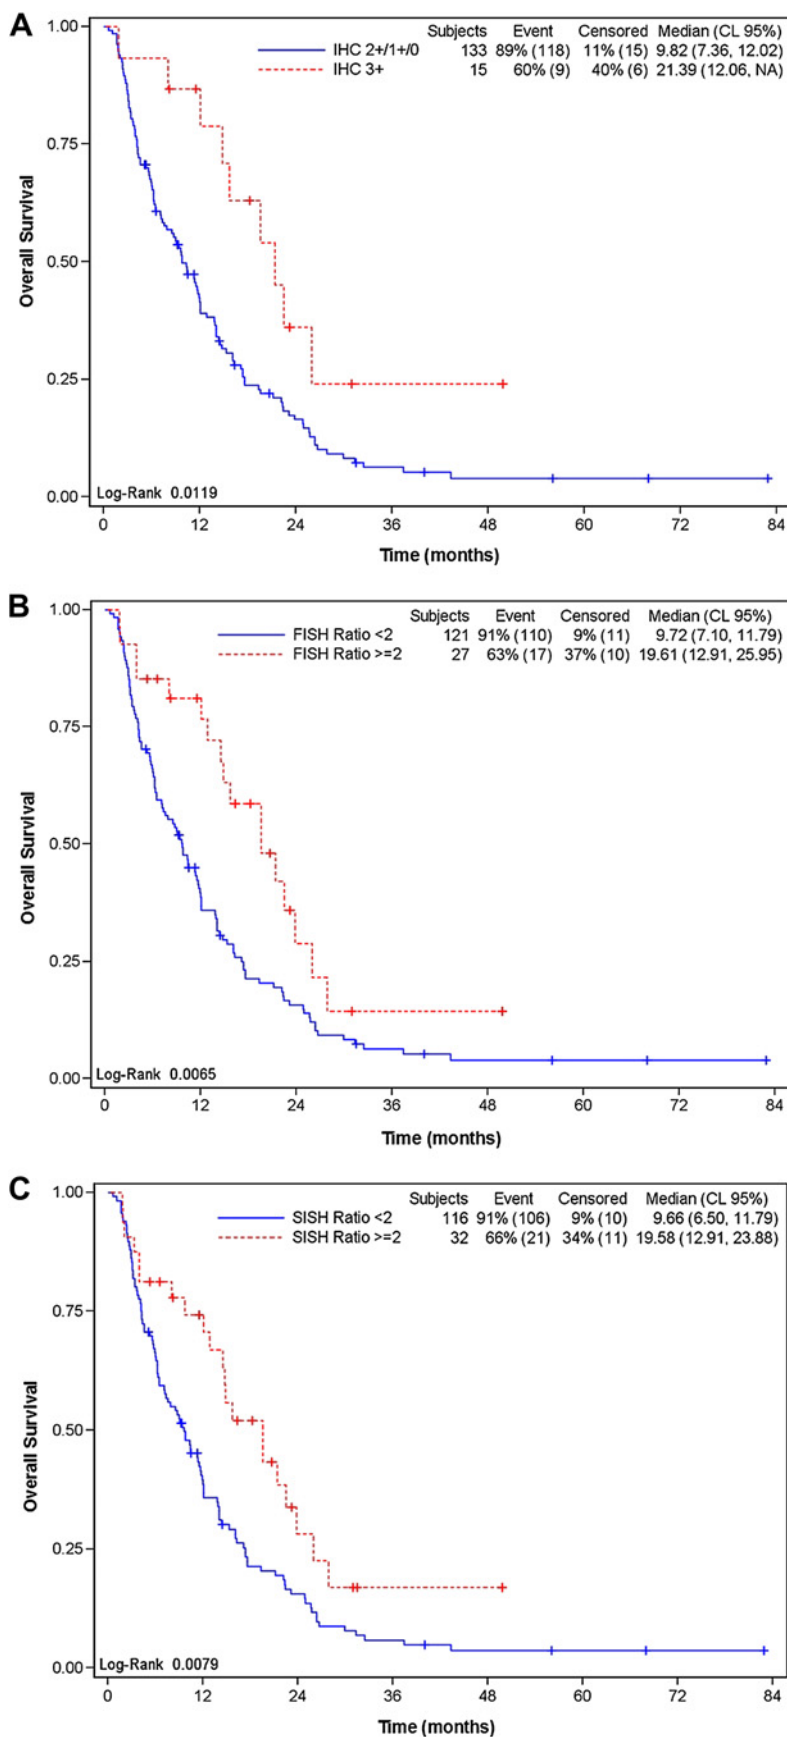 A
Subjects Event Censored Median (CL 95%)
IHC 2+/1+/0 133 89% (118) 11% (15) 9.82 (7.36, 12.02)
IHC 3+ 15 60% (9) 40% (6) 21.39 (12.06, NA)
1.00
0.75
0.50
0.25
0.00
Overall Survival
Log-Rank 0.0119
0 12 24 36 48 60 72 84
Time (months)
B
Subjects Event Censored Median (CL 95%)
FISH Ratio <2 121 91% (110) 9% (11) 9.72 (7.10, 11.79)
FISH Ratio >=2 27 63% (17) 37% (10) 19.61 (12.91, 25.95)
1.00
0.75
0.50
0.25
0.00
Overall Survival
Log-Rank 0.0065
0 12 24 36 48 60 72 84
Time (months)
C
Subjects Event Censored Median (CL 95%)
SISH Ratio <2 116 91% (106) 9% (10) 9.66 (6.50, 11.79)
SISH Ratio >=2 32 66% (21) 34% (11) 19.58 (12.91, 23.88)
1.00
0.75
0.50
0.25
0.00
Overall Survival
Log-Rank 0.0079
0 12 24 36 48 60 72 84
Time (months)